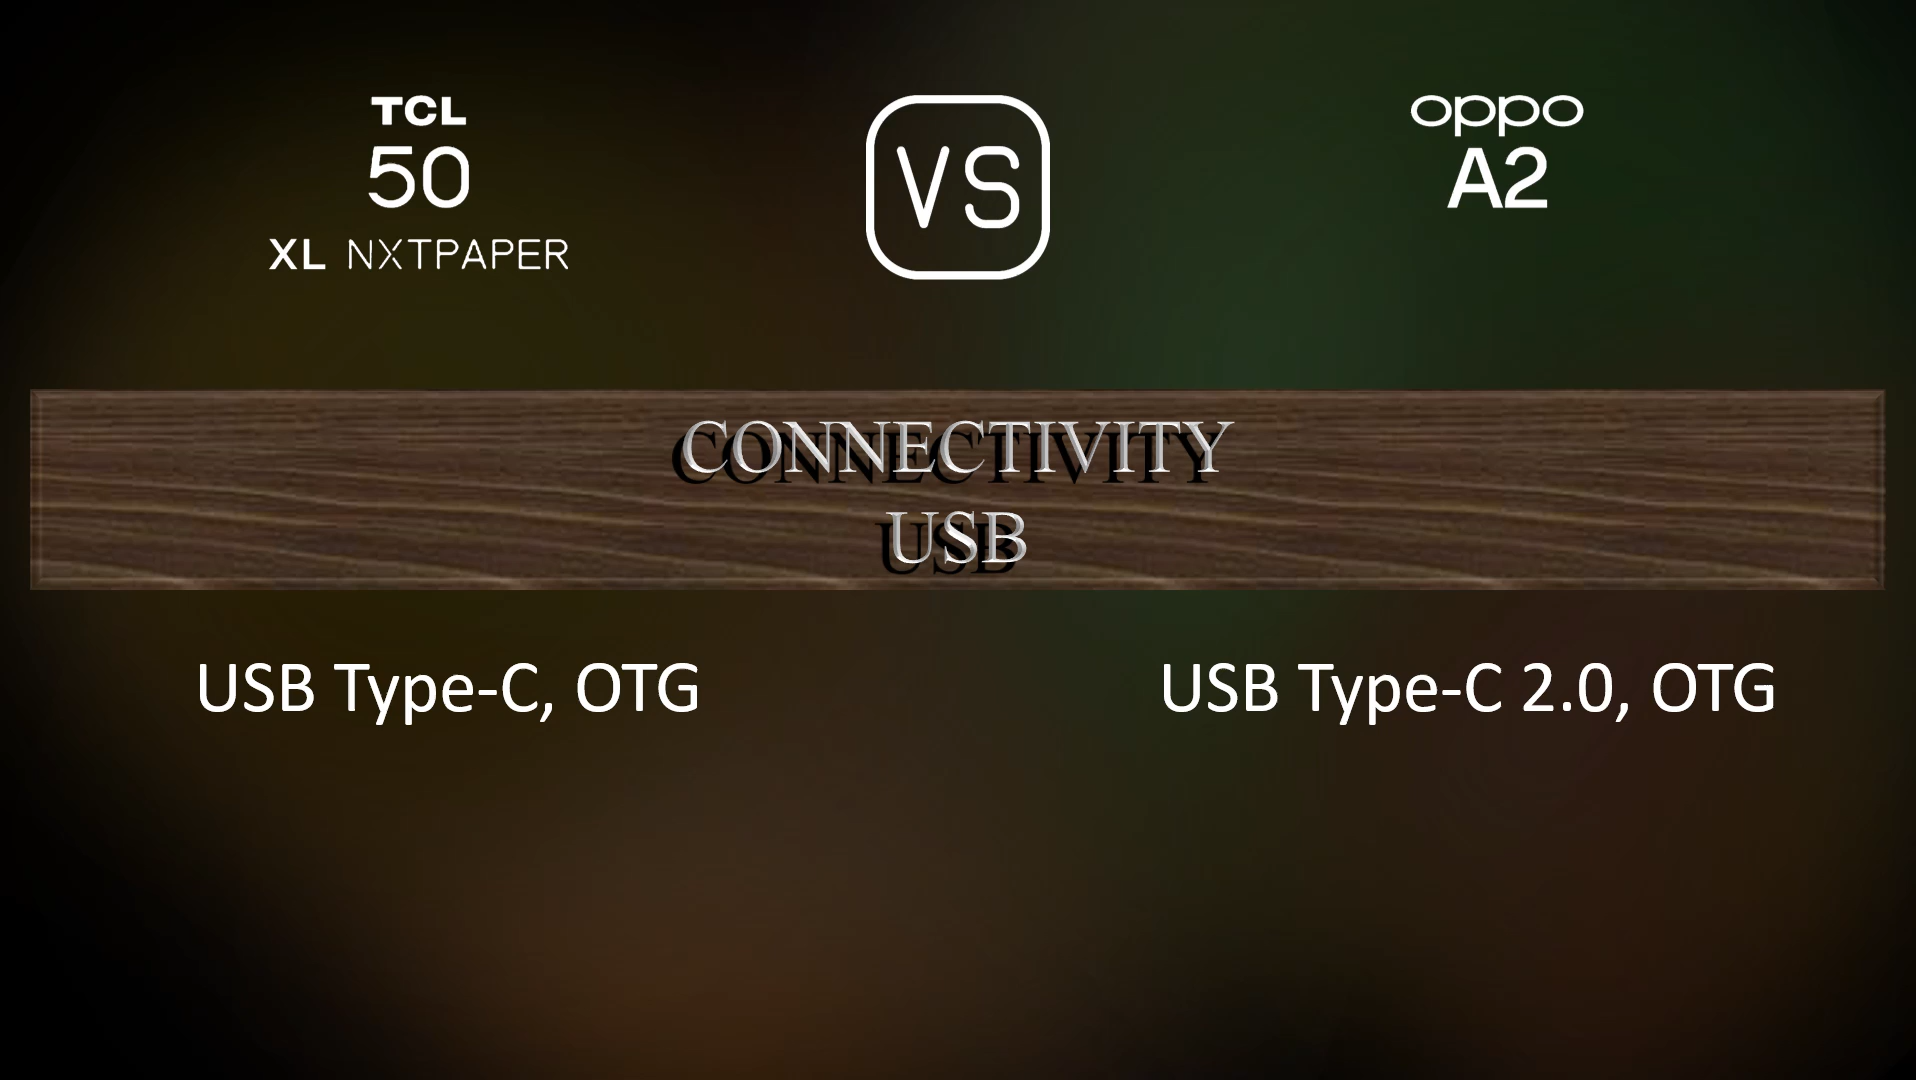 TCL
50
XL NXTPAPER
VS
oppo
A2
CONNECTIVITY
USB
USB Type-C, OTG
USB Type-C 2.0, OTG